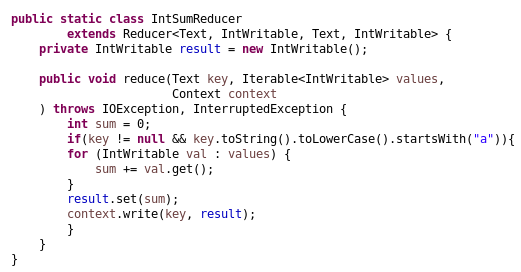 public static class IntSumReducer
        extends Reducer<Text, IntWritable, Text, IntWritable> {
    private IntWritable result = new IntWritable();

    public void reduce(Text key, Iterable<IntWritable> values,
                       Context context
    ) throws IOException, InterruptedException {
        int sum = 0;
        if(key != null && key.toString().toLowerCase().startsWith("a")){
        for (IntWritable val : values) {
            sum += val.get();
        }
        result.set(sum);
        context.write(key, result);
        }
    }
}